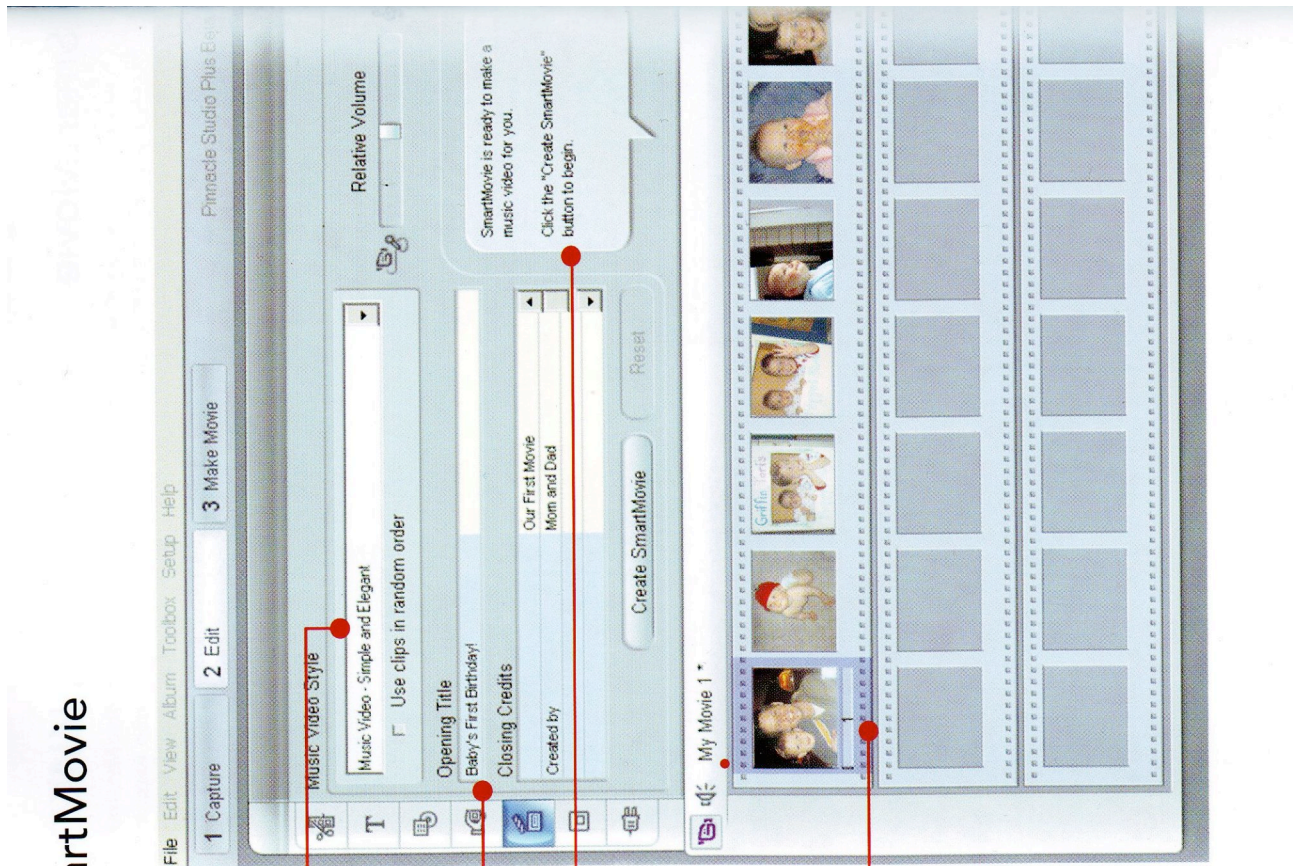 artMovie
File Edit View Album Toolbox Setup Help
1 Capture 2 Edit 3 Make Movie Pinnacle Studio Plus
Music Video Style
Music Video - Simple and Elegant
Use clips in random order
Relative Volume
Opening Title
Baby's First Birthday!
Closing Credits
Created by
Our First Movie
Mom and Dad
Create SmartMovie Reset
SmartMovie is ready to make a
music video for you.
Click the "Create SmartMovie"
button to begin.
My Movie 1 *
Griffin
1